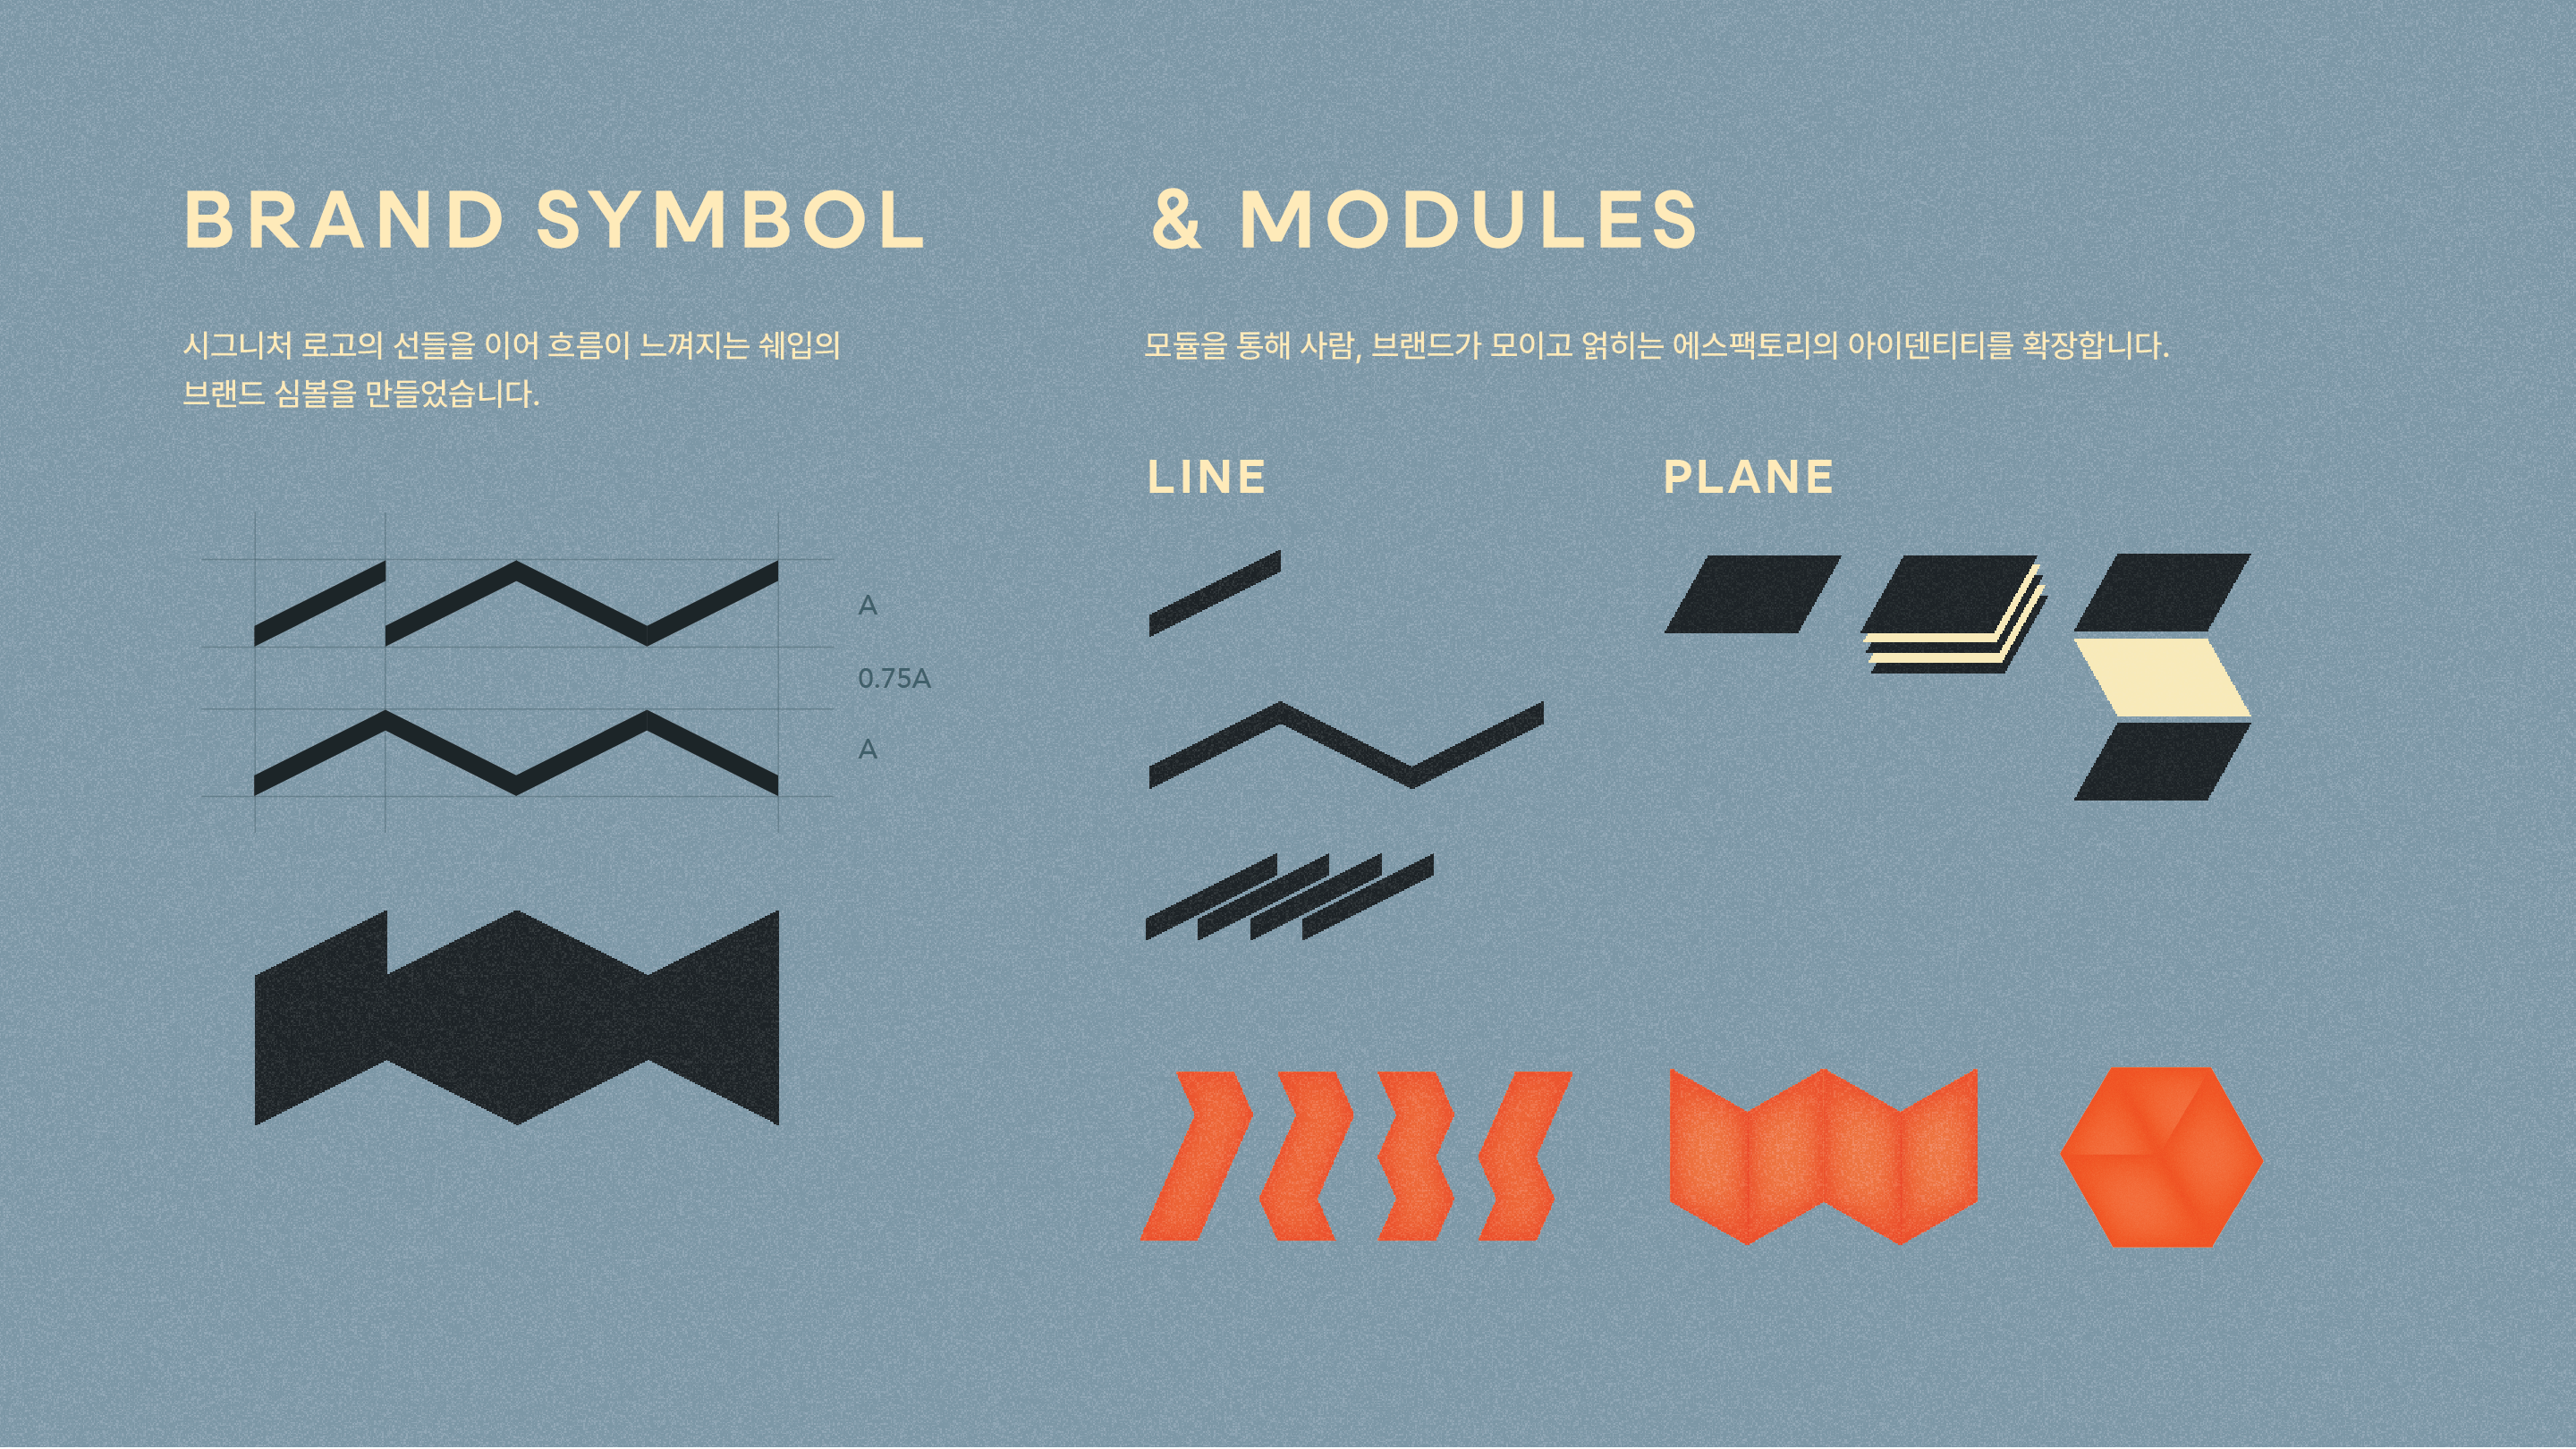 BRAND SYMBOL
& MODULES
시그니처 로고의 선들을 이어 흐름이 느껴지는 쉐입의
브랜드 심볼을 만들었습니다.
모듈을 통해 사람, 브랜드가 모이고 얽히는 에스팩토리의 아이덴티티를 확장합니다.
LINE
PLANE
A
0.75A
A